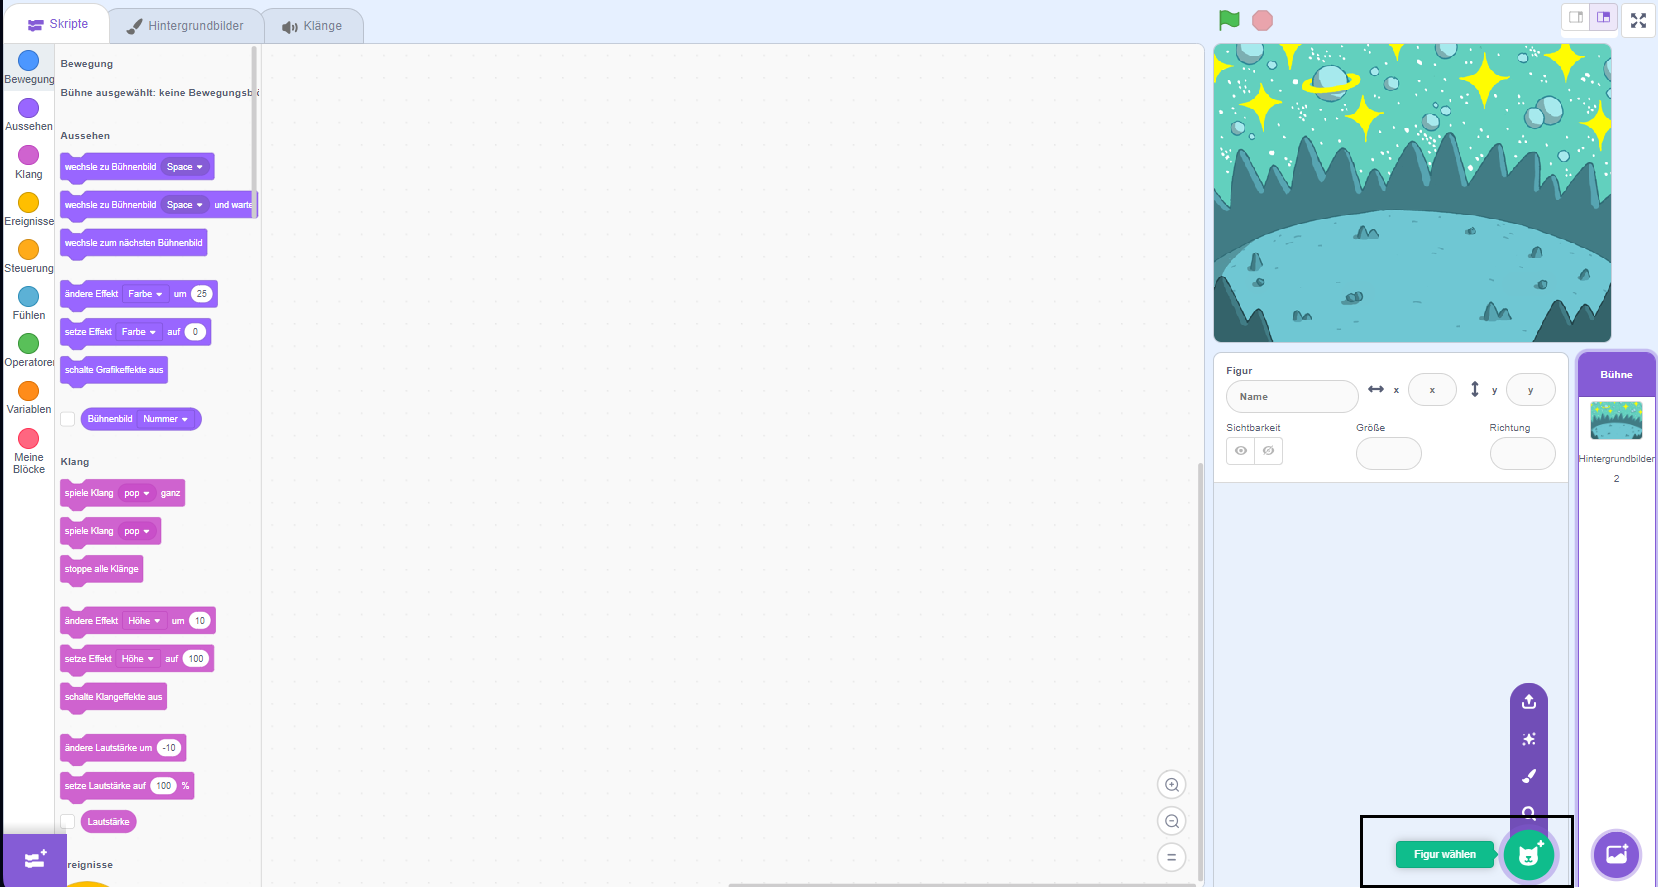 Skripte
Hintergrundbilder
Klänge
Bewegung
Aussehen
Klang
Ereignisse
Steuerung
Fühlen
Operatoren
Variablen
Meine
Blöcke
Bewegung
Bühne ausgewählt: keine Bewegungsblö
Aussehen
wechsle zu Bühnenbild Space
wechsle zu Bühnenbild Space und warte
wechsle zum nächsten Bühnenbild
ändere Effekt Farbe um 25
setze Effekt Farbe auf 0
schalte Grafikeffekte aus
Bühnenbild Nummer
Klang
spiele Klang pop ganz
spiele Klang pop
stoppe alle Klänge
ändere Effekt Höhe um 10
setze Effekt Höhe auf 100
schalte Klangeffekte aus
ändere Lautstärke um -10
setze Lautstärke auf 100 %
Lautstärke
reignisse
Figur
Name
x
x
y
y
Sichtbarkeit
Größe
Richtung
Figur wählen
Bühne
Hintergrundbilder
2